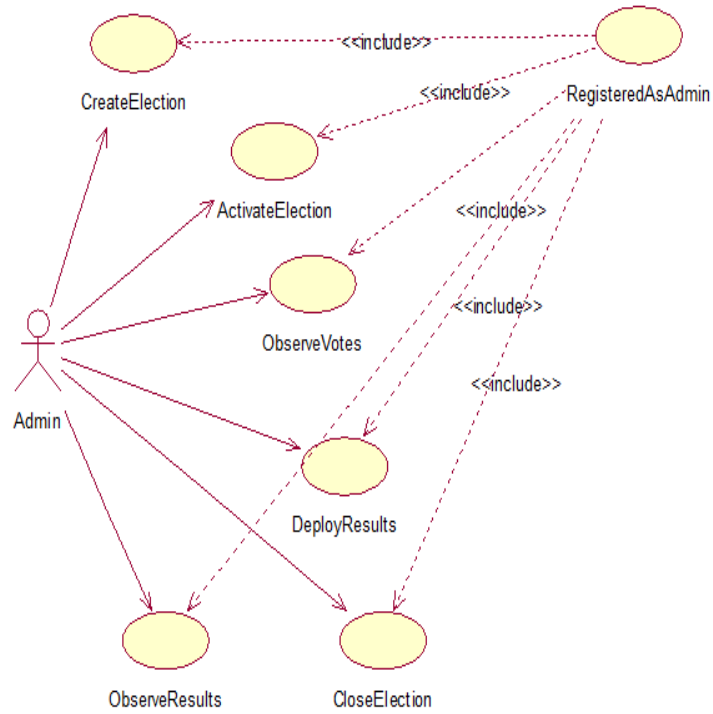 <<include>>
CreateElection
RegisteredAsAdmin
<<include>>
ActivateElection
<<include>>
<<include>>
ObserveVotes
<<include>>
Admin
DeployResults
ObserveResults
CloseElection